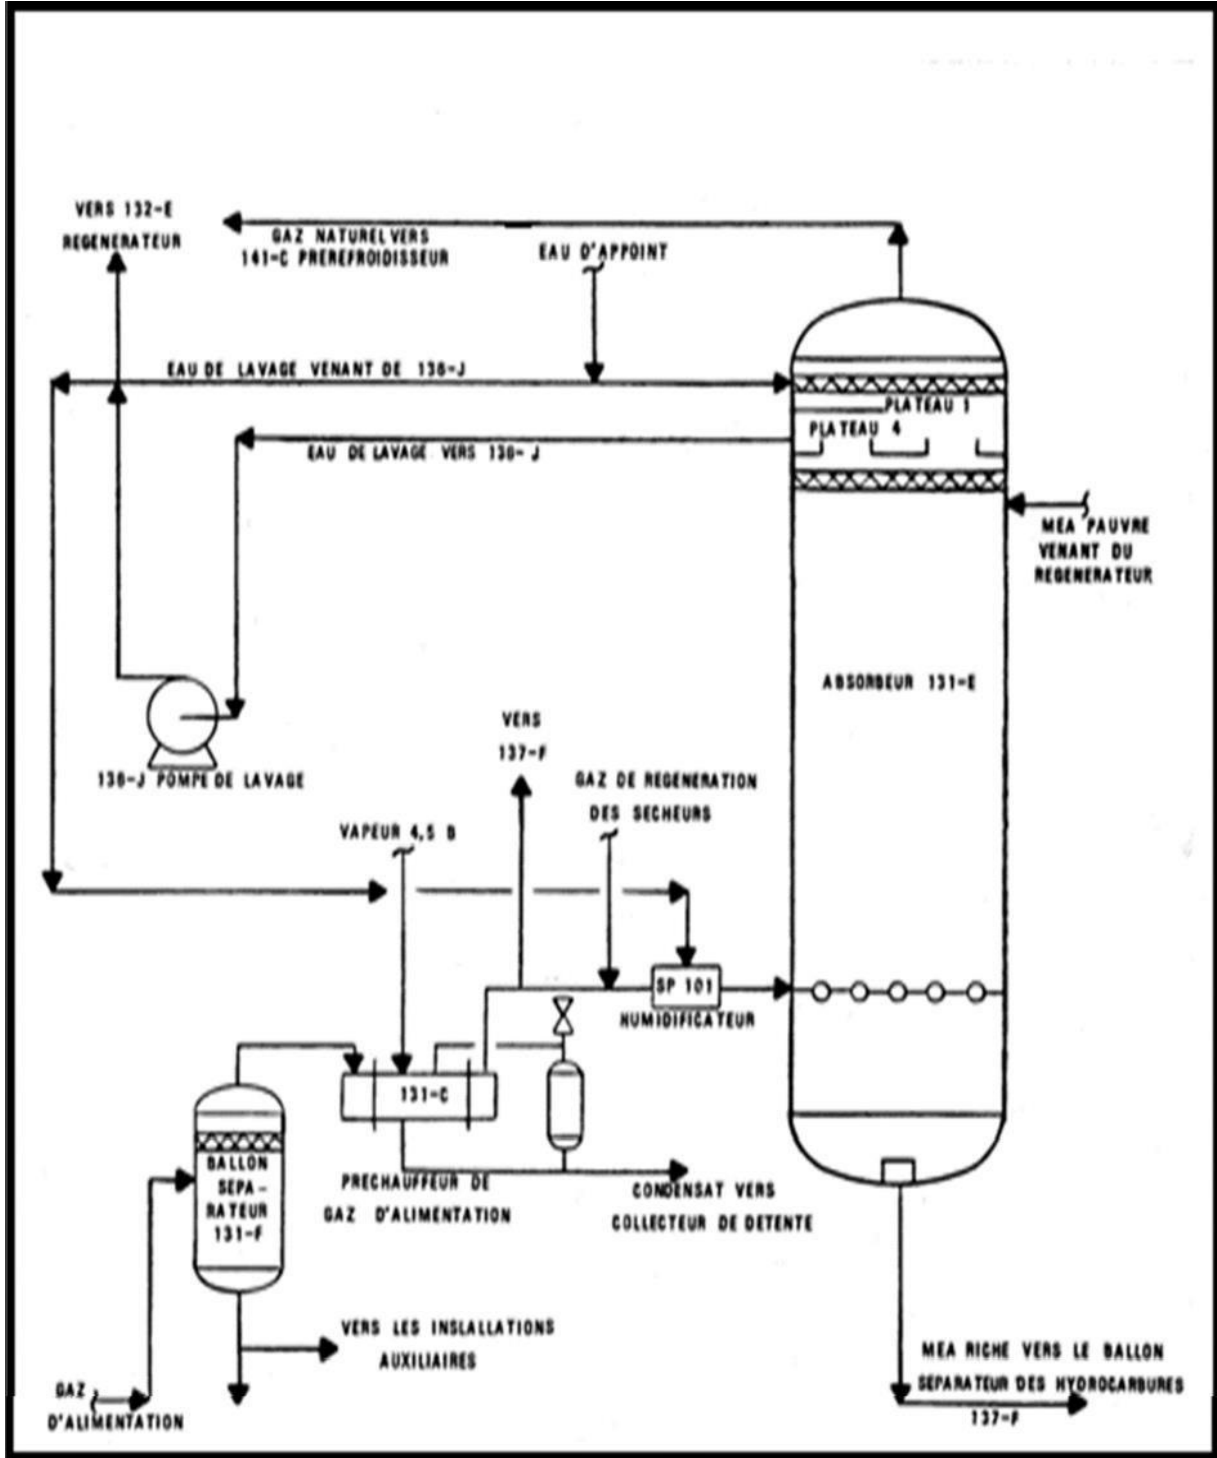 VERS 132-E
REGENERATEUR
GAZ NATUREL VERS
141-C PREREFROIDISSEUR
EAU D'APPOINT
EAU DE LAVAGE VENANT DE 136-J
PLATEAU 1
PLATEAU 4
EAU DE LAVAGE VERS 136-J
MEA PAUVRE
VENANT DU
REGENERATEUR
ABSORBEUR 131-E
VERS
137-F
136-J POMPE DE LAVAGE
GAZ DE REGENERATION
DES SECHEURS
VAPEUR 4,5 B
SP 101
HUMIDIFICATEUR
131-C
BALLON
SEPA-
RATEUR
131-F
PRECHAUFFEUR DE
GAZ D'ALIMENTATION
CONDENSAT VERS
COLLECTEUR DE DETENTE
VERS LES INSLALLATIONS
AUXILIAIRES
GAZ
D'ALIMENTATION
MEA RICHE VERS LE BALLON
SEPARATEUR DES HYDROCARBURES
137-F